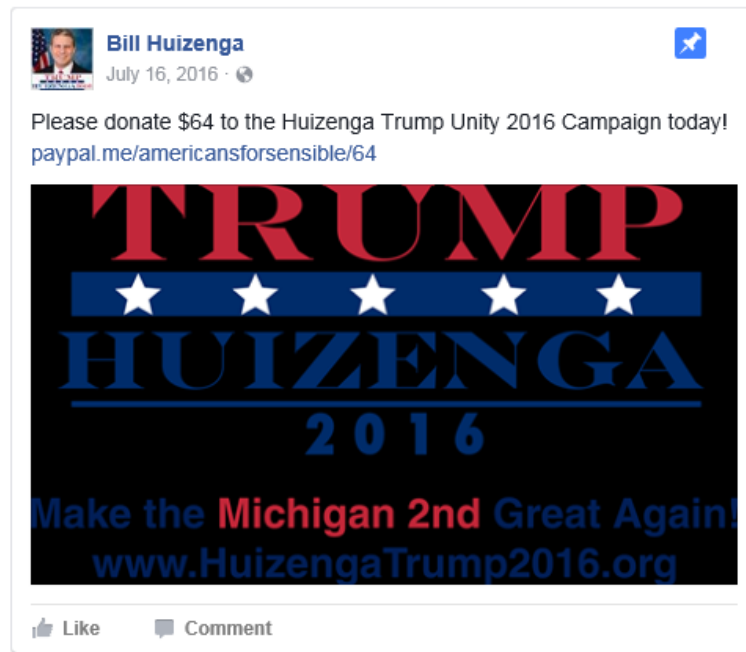 Bill Huizenga
July 16, 2016 ·
Please donate $64 to the Huizenga Trump Unity 2016 Campaign today!
paypal.me/americansforsensible/64
TRUMP
HUIZENGA
2016
Make the Michigan 2nd Great Again!
www.HuizengaTrump2016.org
Like Comment